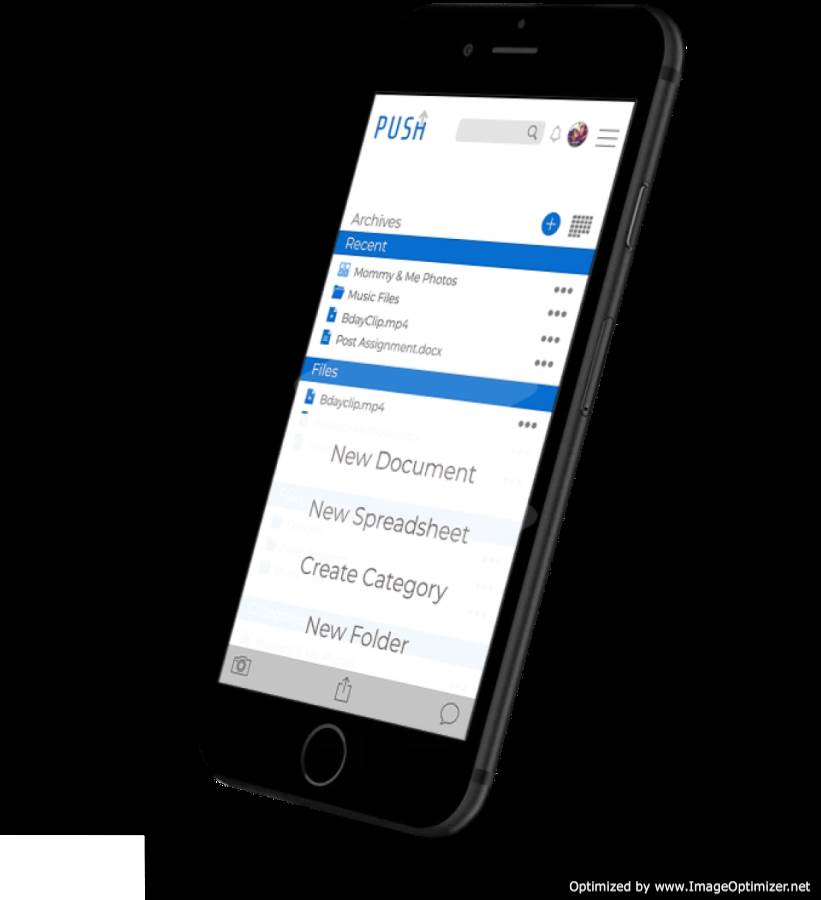 PUSH
Archives
Recent
Mommy & Me Photos
Music Files
BdayClip.mp4
Post Assignment.docx
Files
Bdayclip.mp4
New Document
New Spreadsheet
Create Category
New Folder
Optimized by www.ImageOptimizer.net